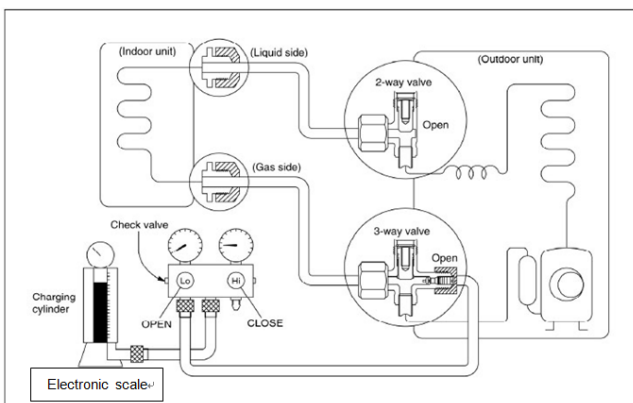 (Indoor unit)
(Liquid side)
(Outdoor unit)
2-way valve
Open
(Gas side)
3-way valve
Open
Check valve
Lo
Hi
Charging
cylinder
OPEN
CLOSE
Electronic scale